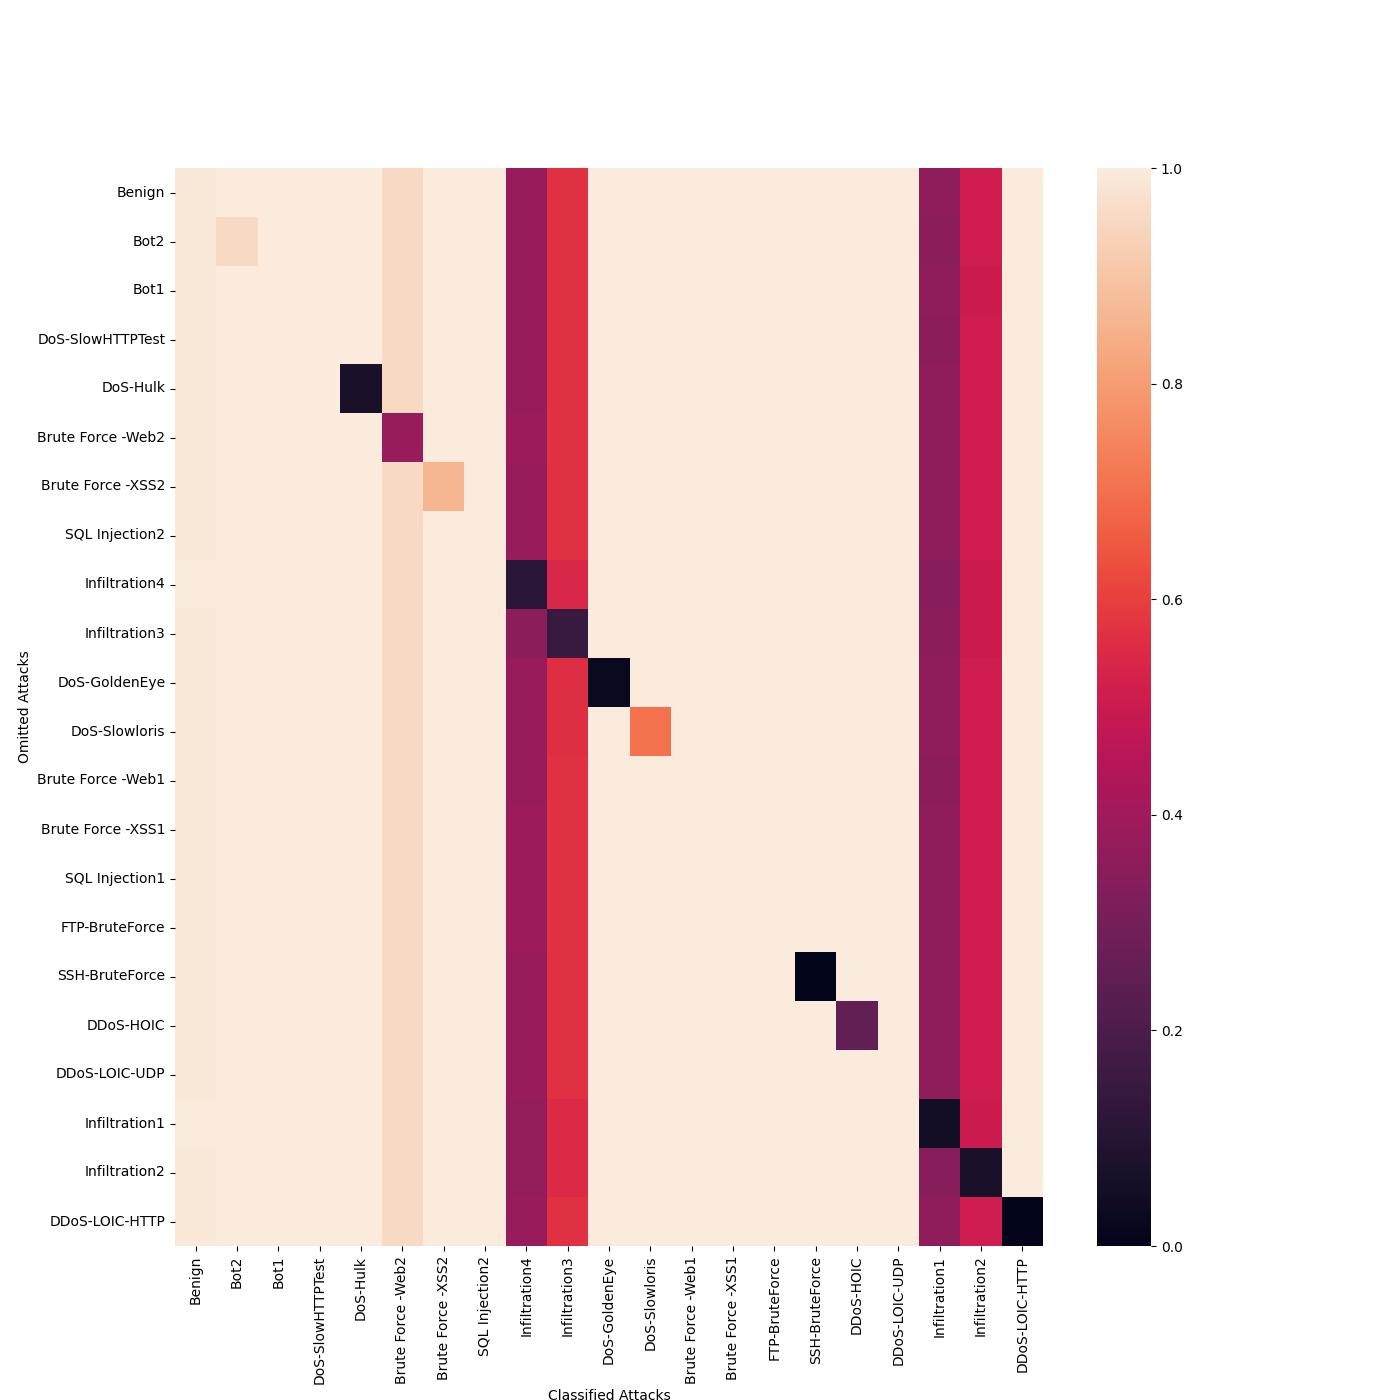 Benign
Bot2
Bot1
DoS-SlowHTTPTest
DoS-Hulk
Brute Force -Web2
Brute Force -XSS2
SQL Injection2
Infiltration4
Infiltration3
DoS-GoldenEye
DoS-Slowloris
Brute Force -Web1
Brute Force -XSS1
SQL Injection1
FTP-BruteForce
SSH-BruteForce
DDoS-HOIC
DDoS-LOIC-UDP
Infiltration1
Infiltration2
DDoS-LOIC-HTTP
Omitted Attacks
Benign
Bot2
Bot1
DoS-SlowHTTPTest
DoS-Hulk
Brute Force -Web2
Brute Force -XSS2
SQL Injection2
Infiltration4
Infiltration3
DoS-GoldenEye
DoS-Slowloris
Brute Force -Web1
Brute Force -XSS1
FTP-BruteForce
SSH-BruteForce
DDoS-HOIC
DDoS-LOIC-UDP
Infiltration1
Infiltration2
DDoS-LOIC-HTTP
Classified Attacks
1.0
0.8
0.6
0.4
0.2
0.0